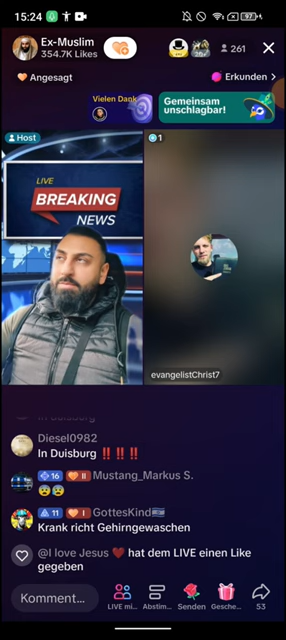 15:24
97
Ex-Muslim
354.7K Likes
261
Angesagt
Erkunden
Vielen Dank
Gemeinsam
unschlagbar!
Host
1
LIVE
BREAKING
NEWS
evangelistChrist7
in Duisburg
Diesel0982
In Duisburg ‼️‼️‼️
16 II Mustang_Markus S.
😨😨
11 I GottesKind🇮🇱
Krank richt Gehirngewaschen
@I love Jesus ❤️ hat dem LIVE einen Like
gegeben
Komment...
LIVE mi...
Abstim...
Senden
Gesche...
53